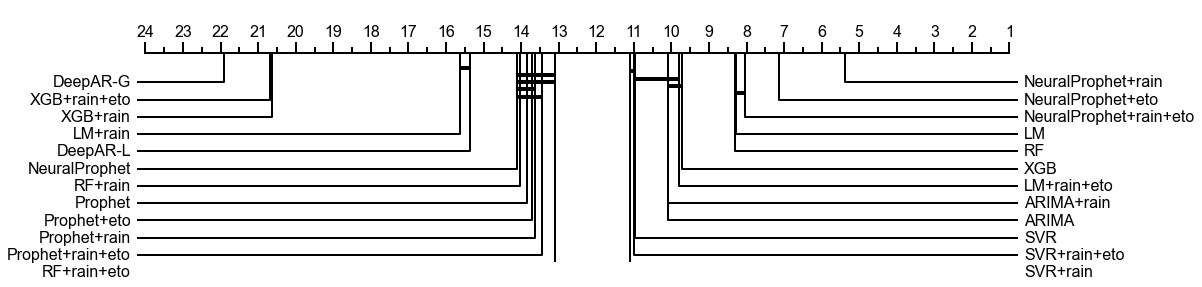 24 23 22 21 20 19 18 17 16 15 14 13 12 11 10 9 8 7 6 5 4 3 2 1
DeepAR-G NeuralProphet+rain
XGB+rain+eto NeuralProphet+eto
XGB+rain NeuralProphet+rain+eto
LM+rain LM
DeepAR-L RF
NeuralProphet XGB
RF+rain LM+rain+eto
Prophet ARIMA+rain
Prophet+eto ARIMA
Prophet+rain SVR
Prophet+rain+eto SVR+rain+eto
RF+rain+eto SVR+rain